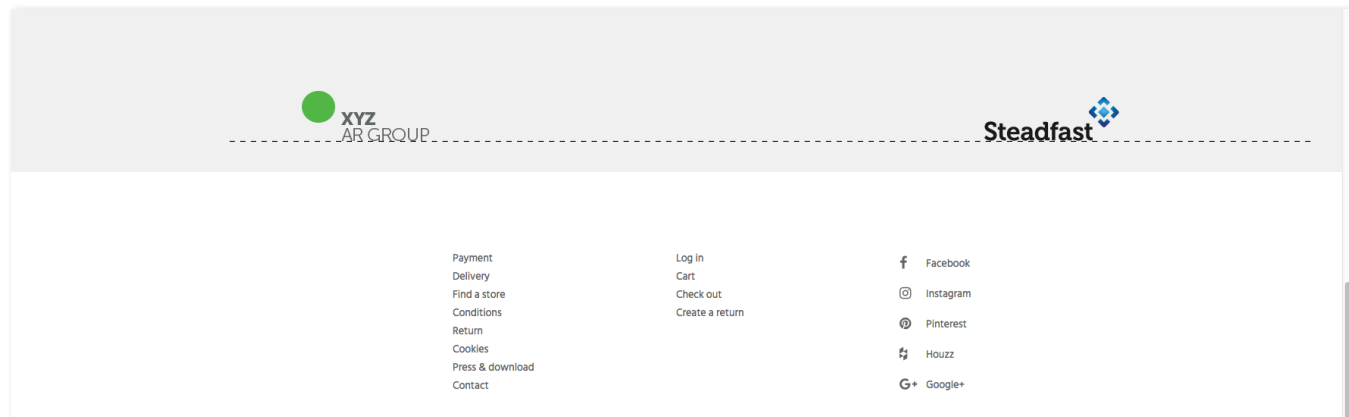 XYZ
AR GROUP
Steadfast
Payment
Delivery
Find a store
Conditions
Return
Cookies
Press & download
Contact
Log in
Cart
Check out
Create a return
Facebook
Instagram
Pinterest
Houzz
G+ Google+